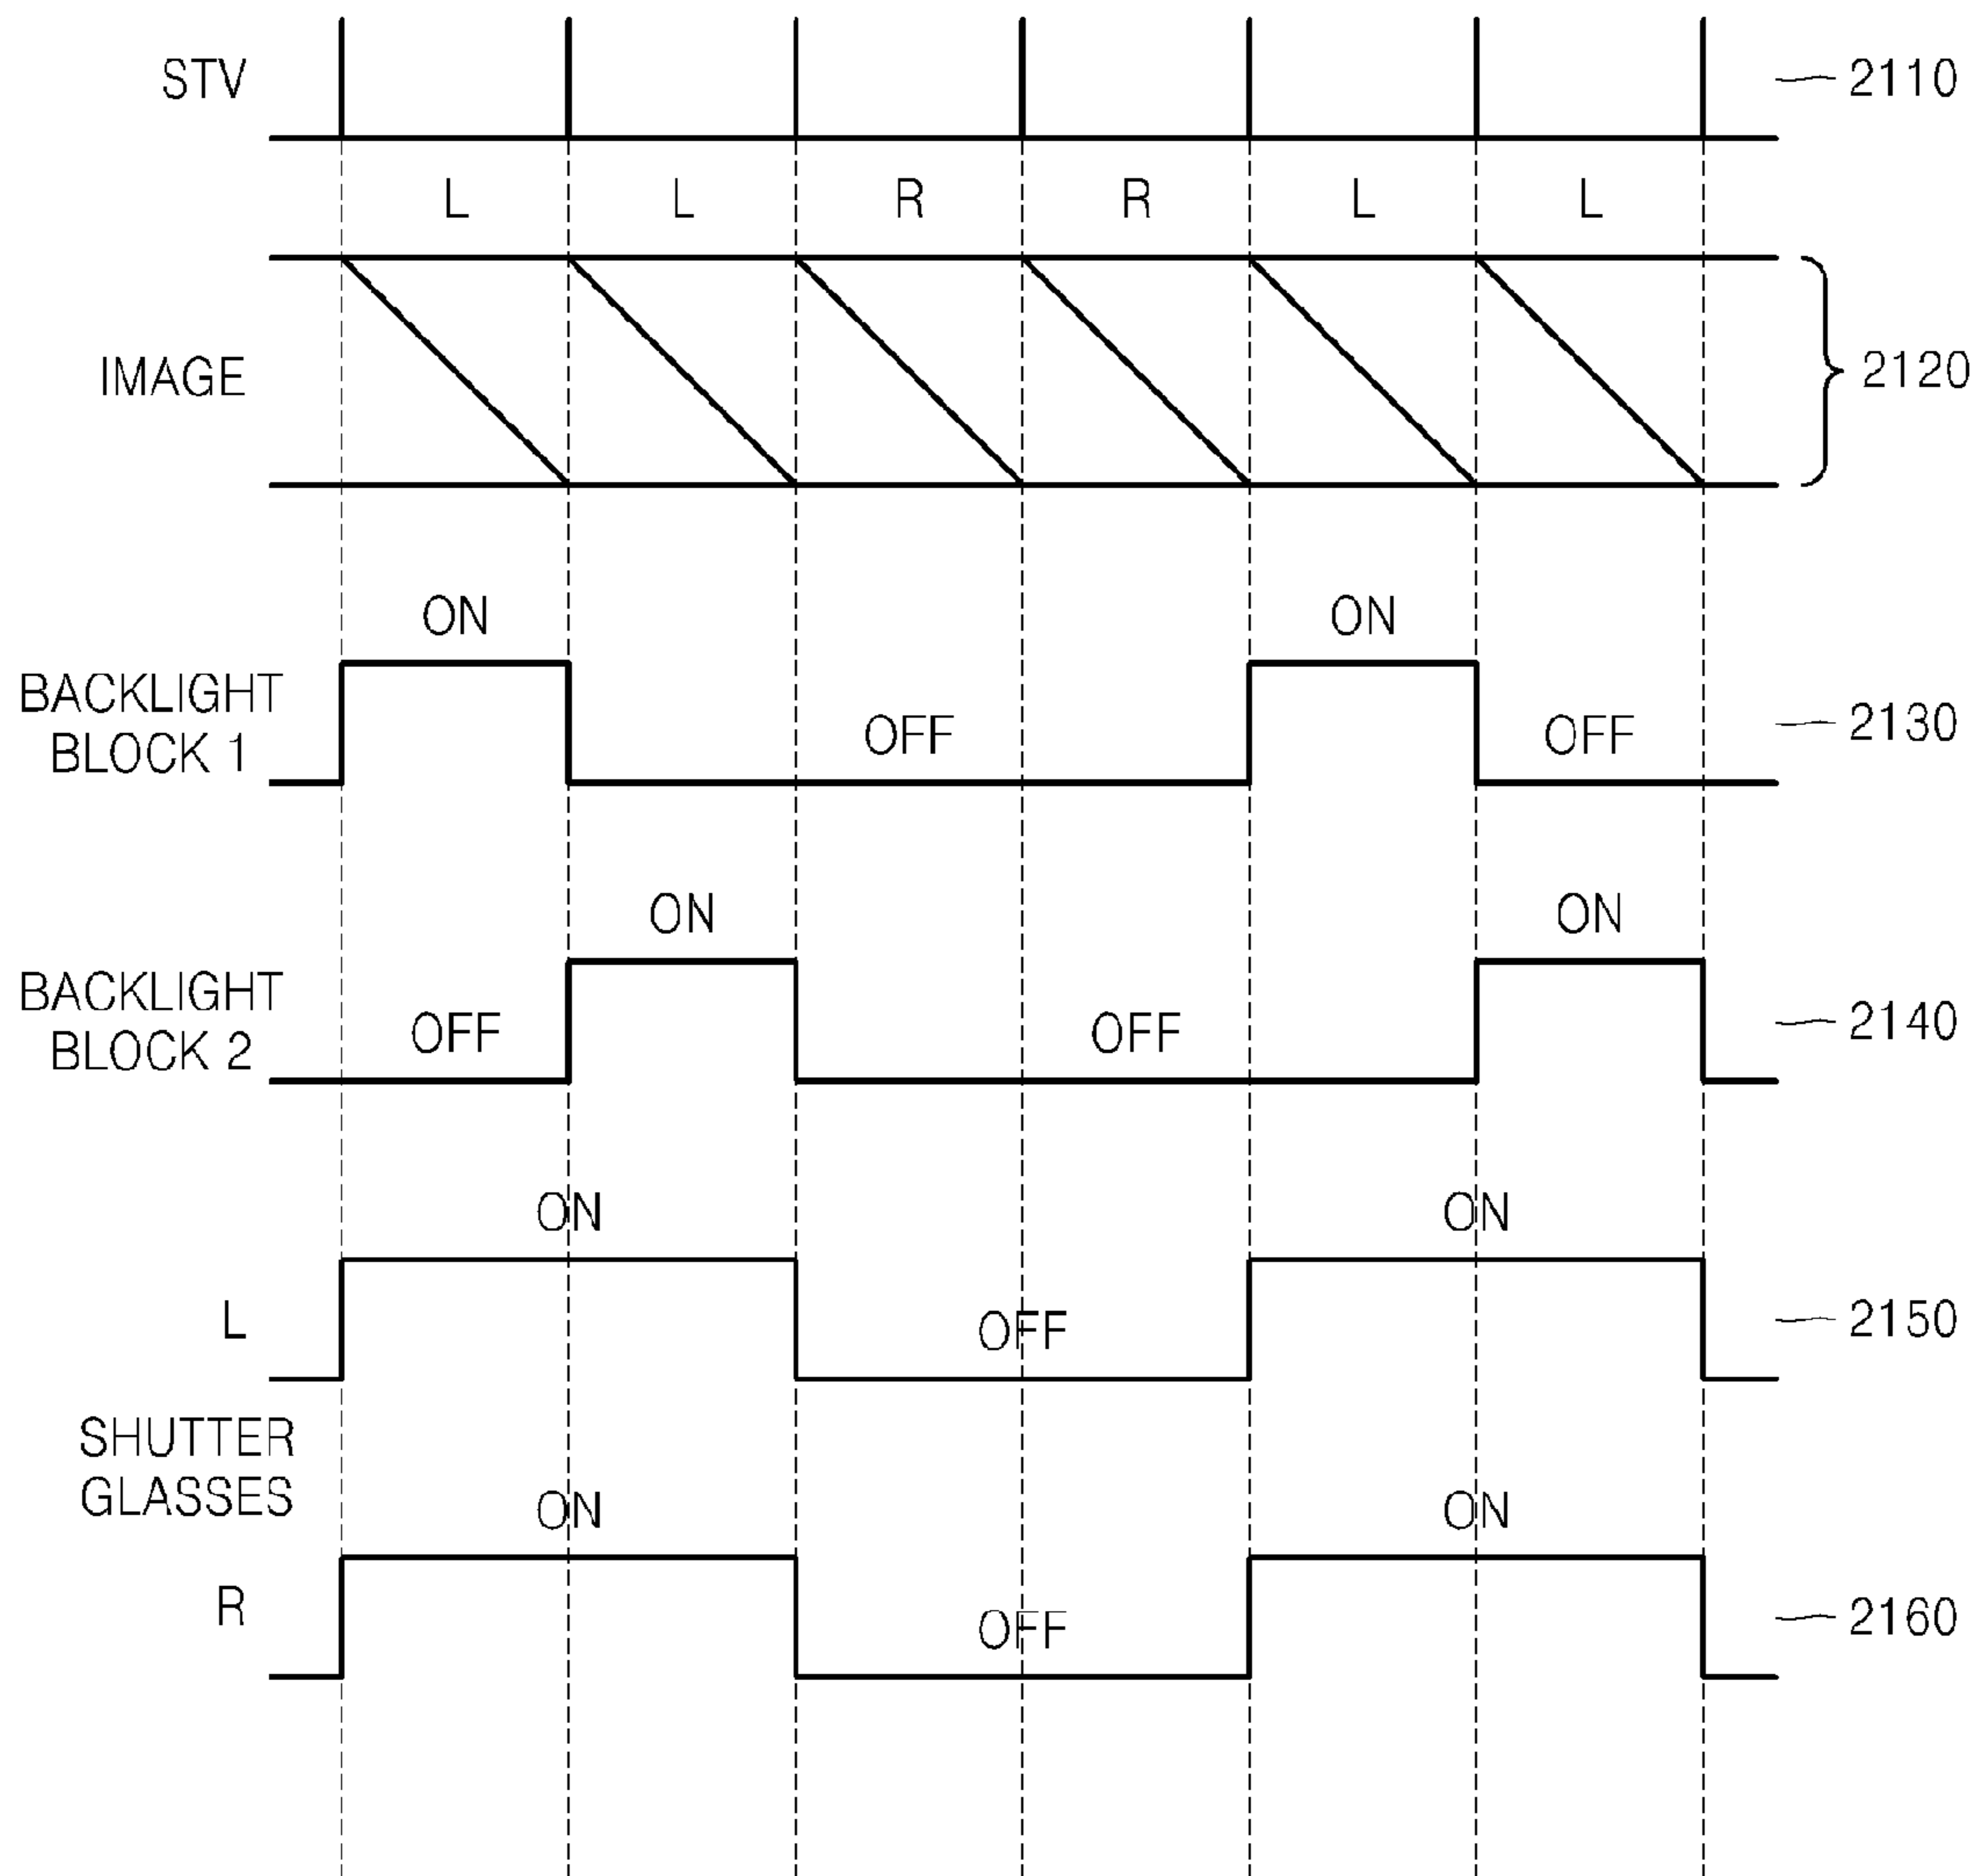 STV 2110
L L R R L L
IMAGE 2120
ON ON
BACKLIGHT
BLOCK 1 OFF OFF 2130
ON ON
BACKLIGHT
BLOCK 2 OFF OFF 2140
ON ON
L OFF 2150
SHUTTER
GLASSES
ON ON
R OFF 2160